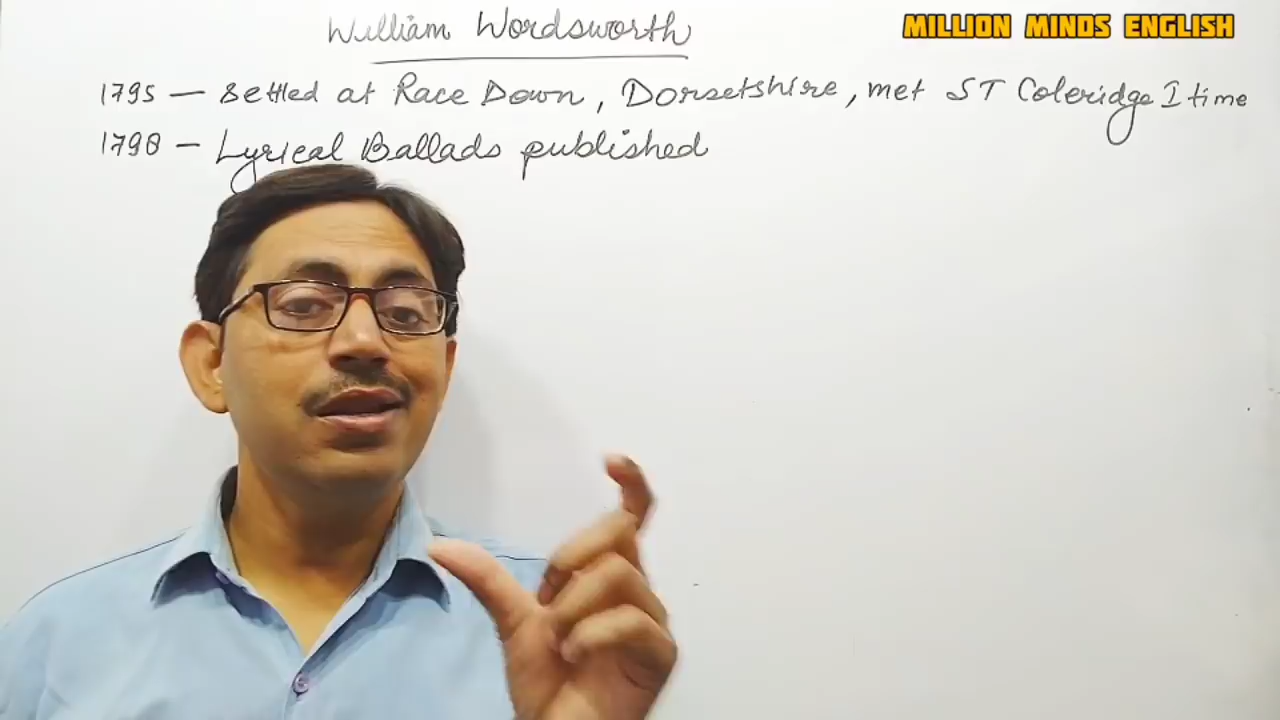 William Wordsworth
MILLION MINDS ENGLISH
1795 — Settled at Race Down, Dorsetshire, met ST Coleridge I time
1798 — Lyrical Ballads published